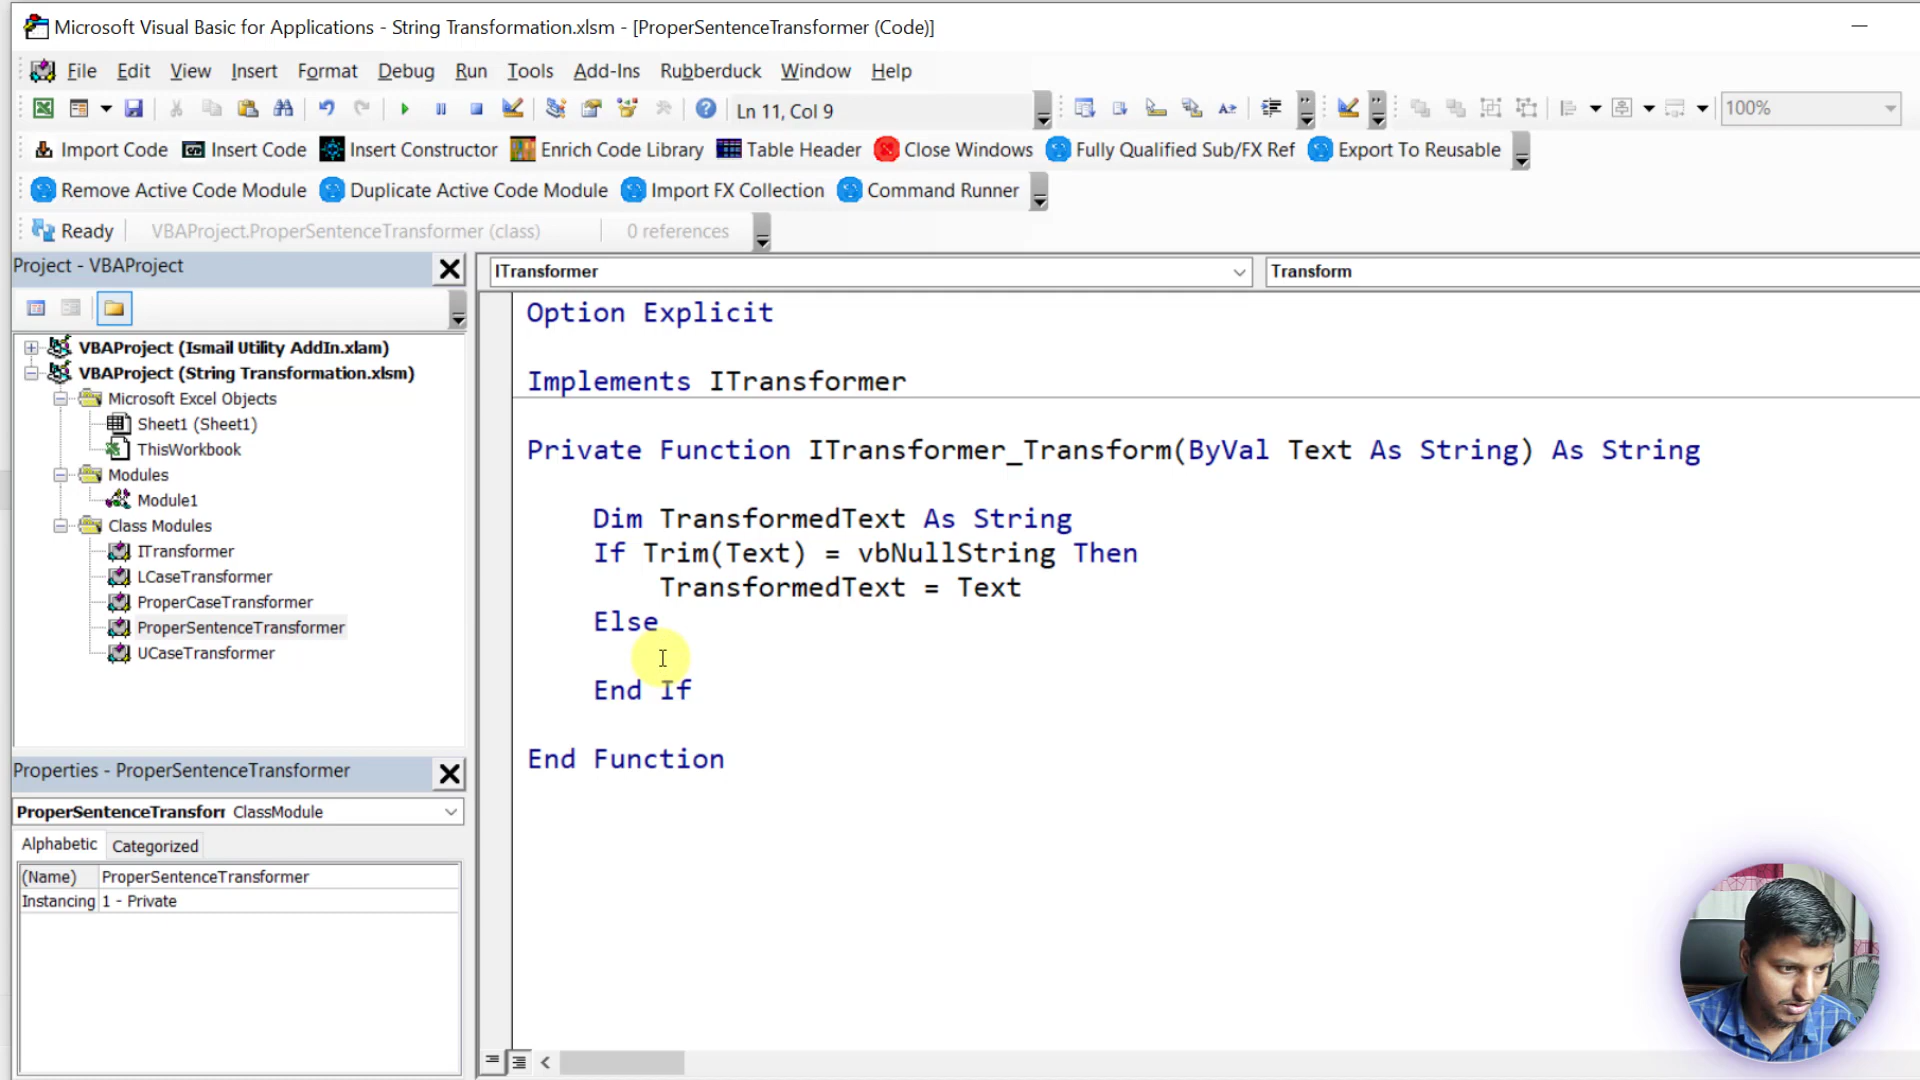 Microsoft Visual Basic for Applications - String Transformation.xlsm - [ProperSentenceTransformer (Code)]
File Edit View Insert Format Debug Run Tools Add-Ins Rubberduck Window Help
Ln 11, Col 9
100%
Import Code Insert Code Insert Constructor Enrich Code Library Table Header Close Windows Fully Qualified Sub/FX Ref Export To Reusable
Remove Active Code Module Duplicate Active Code Module Import FX Collection Command Runner
Ready VBAProject.ProperSentenceTransformer (class) 0 references
Project - VBAProject
VBAProject (Ismail Utility AddIn.xlam)
VBAProject (String Transformation.xlsm)
Microsoft Excel Objects
Sheet1 (Sheet1)
ThisWorkbook
Modules
Module1
Class Modules
ITransformer
LCaseTransformer
ProperCaseTransformer
ProperSentenceTransformer
UCaseTransformer
Properties - ProperSentenceTransformer
ProperSentenceTransforr ClassModule
Alphabetic Categorized
(Name) ProperSentenceTransformer
Instancing 1 - Private
ITransformer Transform
Option Explicit
Implements ITransformer
Private Function ITransformer_Transform(ByVal Text As String) As String
Dim TransformedText As String
If Trim(Text) = vbNullString Then
TransformedText = Text
Else
End If
End Function